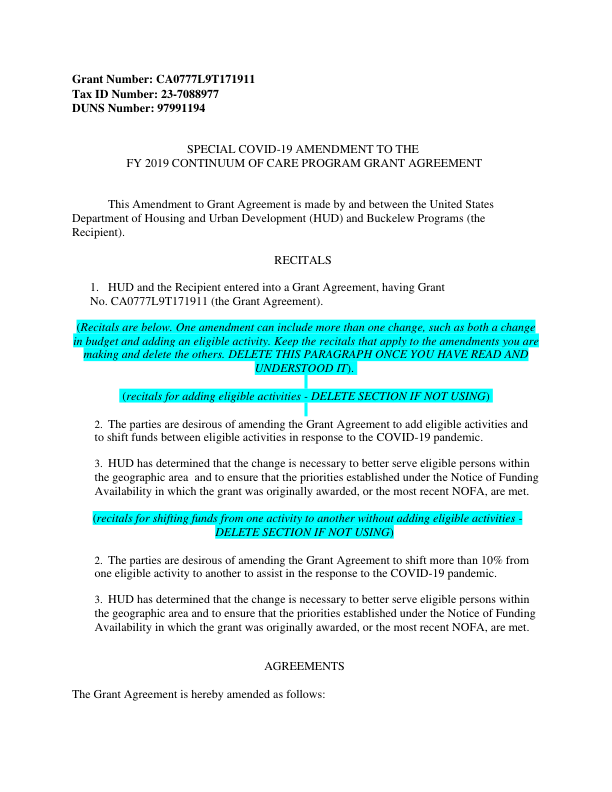 Grant Number: CA0777L9T171911
Tax ID Number: 23-7088977
DUNS Number: 97991194
SPECIAL COVID-19 AMENDMENT TO THE
FY 2019 CONTINUUM OF CARE PROGRAM GRANT AGREEMENT
This Amendment to Grant Agreement is made by and between the United States
Department of Housing and Urban Development (HUD) and Buckelew Programs (the
Recipient).
RECITALS
1. HUD and the Recipient entered into a Grant Agreement, having Grant
No. CA0777L9T171911 (the Grant Agreement).
(Recitals are below. One amendment can include more than one change, such as both a change
in budget and adding an eligible activity. Keep the recitals that apply to the amendments you are
making and delete the others. DELETE THIS PARAGRAPH ONCE YOU HAVE READ AND
UNDERSTOOD IT).
(recitals for adding eligible activities - DELETE SECTION IF NOT USING)
2. The parties are desirous of amending the Grant Agreement to add eligible activities and
to shift funds between eligible activities in response to the COVID-19 pandemic.
3. HUD has determined that the change is necessary to better serve eligible persons within
the geographic area and to ensure that the priorities established under the Notice of Funding
Availability in which the grant was originally awarded, or the most recent NOFA, are met.
(recitals for shifting funds from one activity to another without adding eligible activities -
DELETE SECTION IF NOT USING)
2. The parties are desirous of amending the Grant Agreement to shift more than 10% from
one eligible activity to another to assist in the response to the COVID-19 pandemic.
3. HUD has determined that the change is necessary to better serve eligible persons within
the geographic area and to ensure that the priorities established under the Notice of Funding
Availability in which the grant was originally awarded, or the most recent NOFA, are met.
AGREEMENTS
The Grant Agreement is hereby amended as follows: